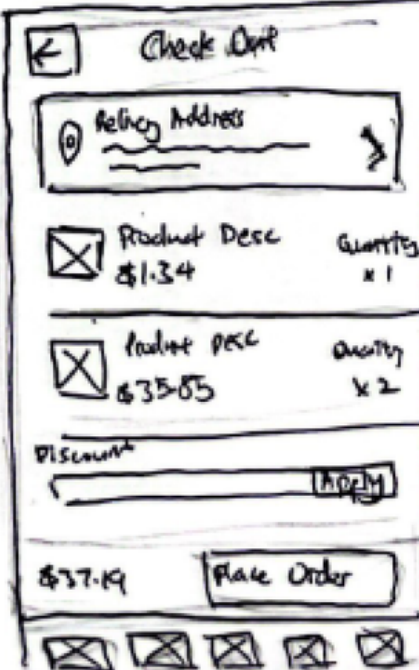 Check Out
Delivery Address
Product Desc
Quantity
$1.34
x 1
Product Desc
Quantity
$35.85
x 2
Discount
Apply
$37.19
Place Order